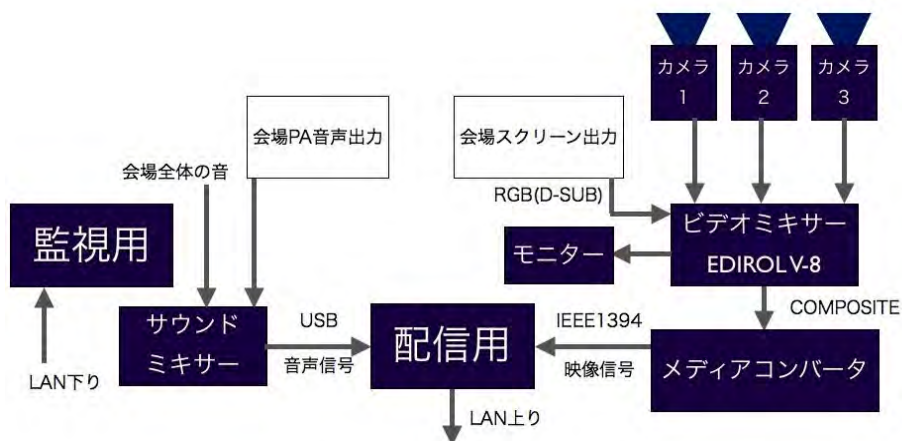 カメラ
1
カメラ
2
カメラ
3
会場PA音声出力
会場スクリーン出力
会場全体の音
RGB(D-SUB)
監視用
モニター
ビデオミキサー
EDIROL V-8
サウンド
ミキサー
USB
音声信号
配信用
IEEE1394
映像信号
COMPOSITE
メディアコンバータ
LAN下り
LAN上り